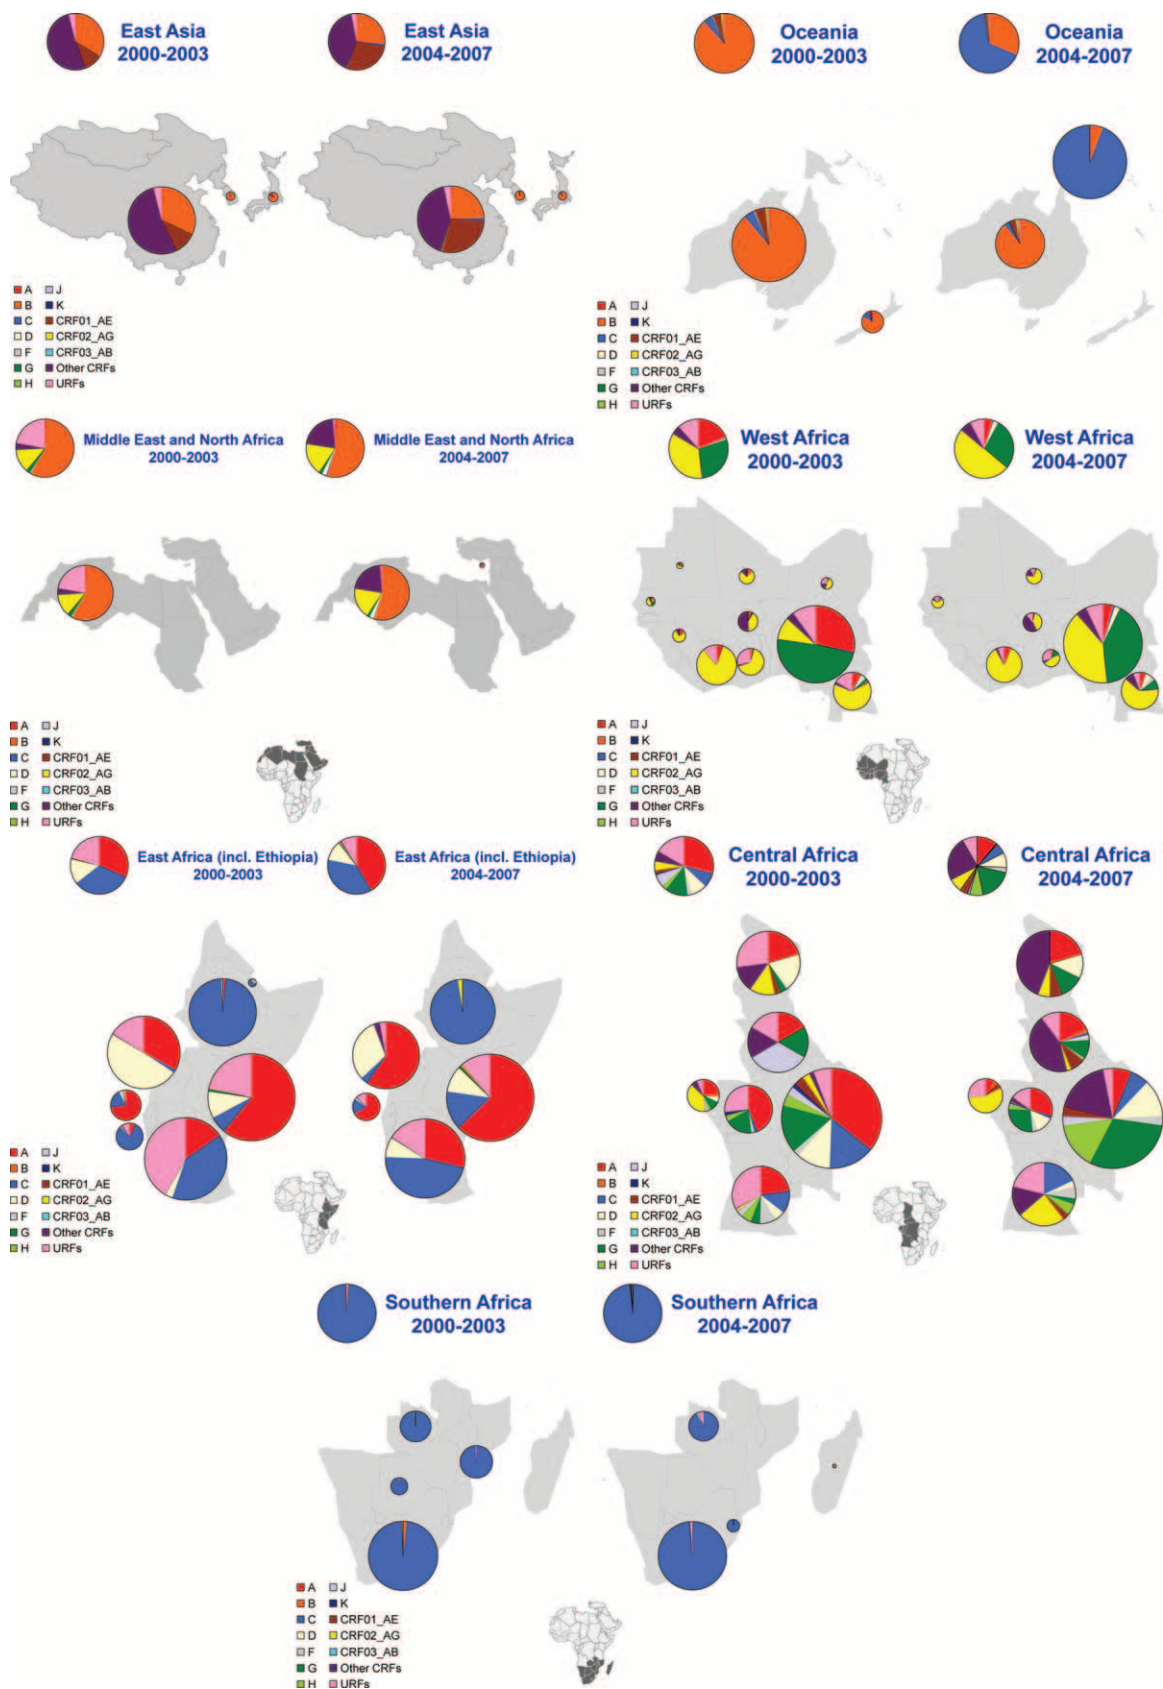 East Asia
2000-2003
East Asia
2004-2007
A
J
B
K
C
CRF01_AE
D
CRF02_AG
F
CRF03_AB
G
Other CRFs
H
URFs
Oceania
2000-2003
Oceania
2004-2007
A
J
B
K
C
CRF01_AE
D
CRF02_AG
F
CRF03_AB
G
Other CRFs
H
URFs
Middle East and North Africa
2000-2003
Middle East and North Africa
2004-2007
A
J
B
K
C
CRF01_AE
D
CRF02_AG
F
CRF03_AB
G
Other CRFs
H
URFs
West Africa
2000-2003
West Africa
2004-2007
A
J
B
K
C
CRF01_AE
D
CRF02_AG
F
CRF03_AB
G
Other CRFs
H
URFs
East Africa (incl. Ethiopia)
2000-2003
East Africa (incl. Ethiopia)
2004-2007
A
J
B
K
C
CRF01_AE
D
CRF02_AG
F
CRF03_AB
G
Other CRFs
H
URFs
Central Africa
2000-2003
Central Africa
2004-2007
A
J
B
K
C
CRF01_AE
D
CRF02_AG
F
CRF03_AB
G
Other CRFs
H
URFs
Southern Africa
2000-2003
Southern Africa
2004-2007
A
J
B
K
C
CRF01_AE
D
CRF02_AG
F
CRF03_AB
G
Other CRFs
H
URFs